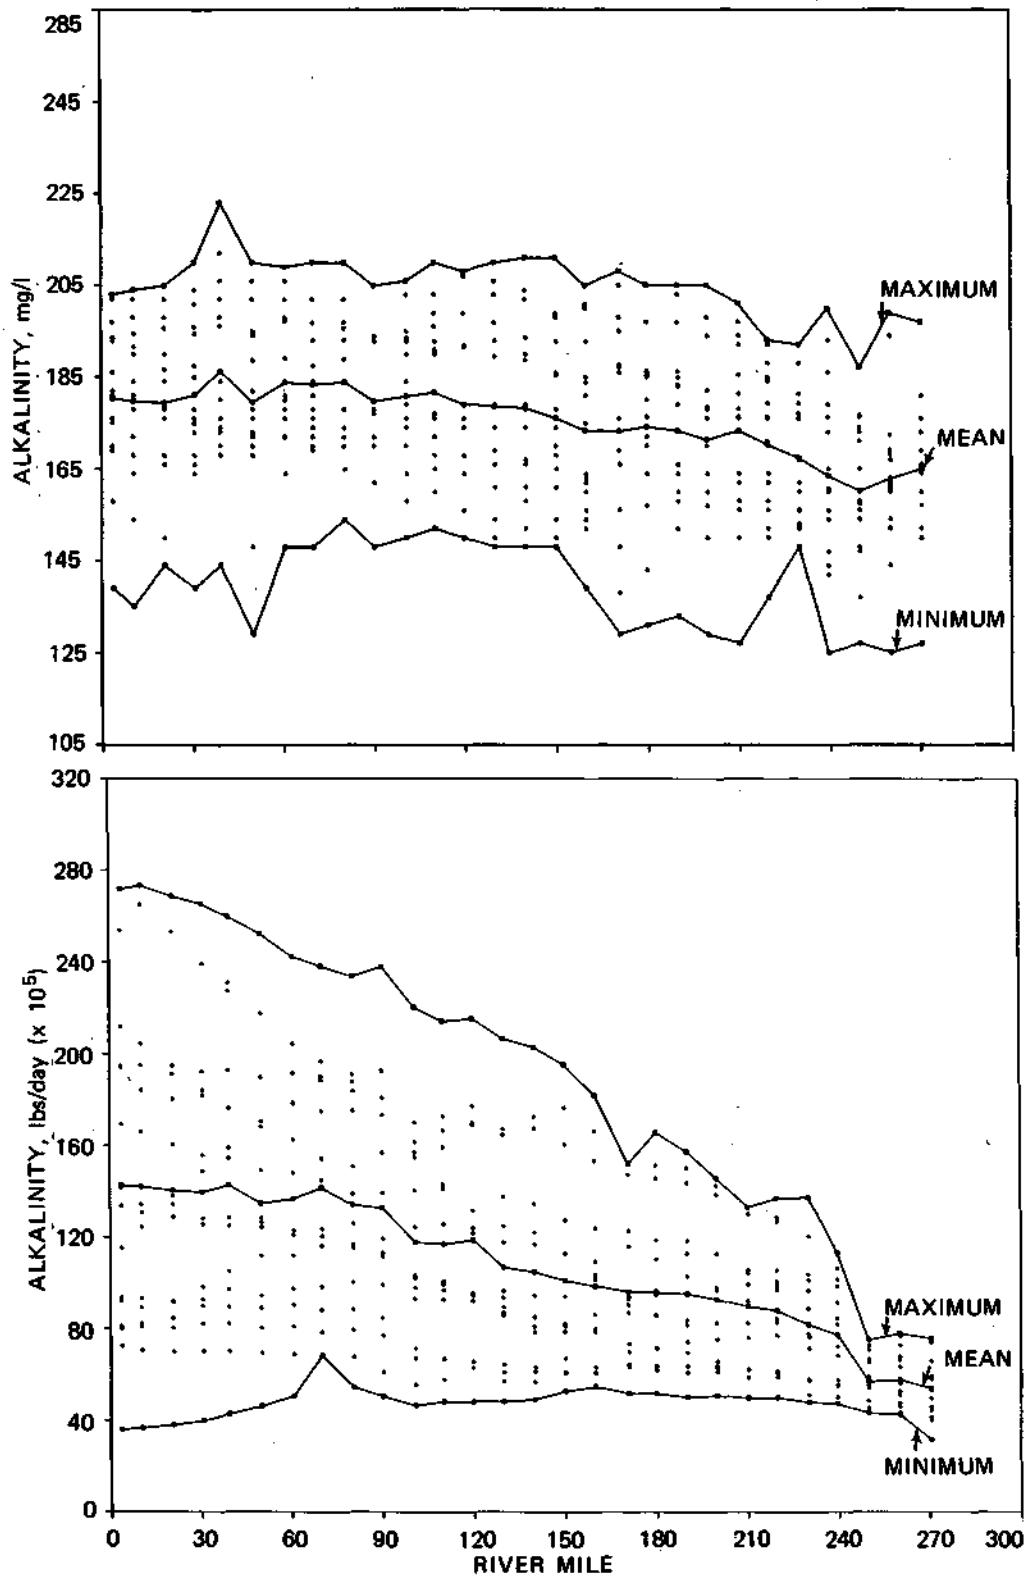 285
245
225
205
185
165
145
125
105
ALKALINITY, mg/l
MAXIMUM
MEAN
MINIMUM
320
280
240
200
160
120
80
40
0
ALKALINITY, lbs/day (x 10⁵)
MAXIMUM
MEAN
MINIMUM
0 30 60 90 120 150 180 210 240 270 300
RIVER MILE